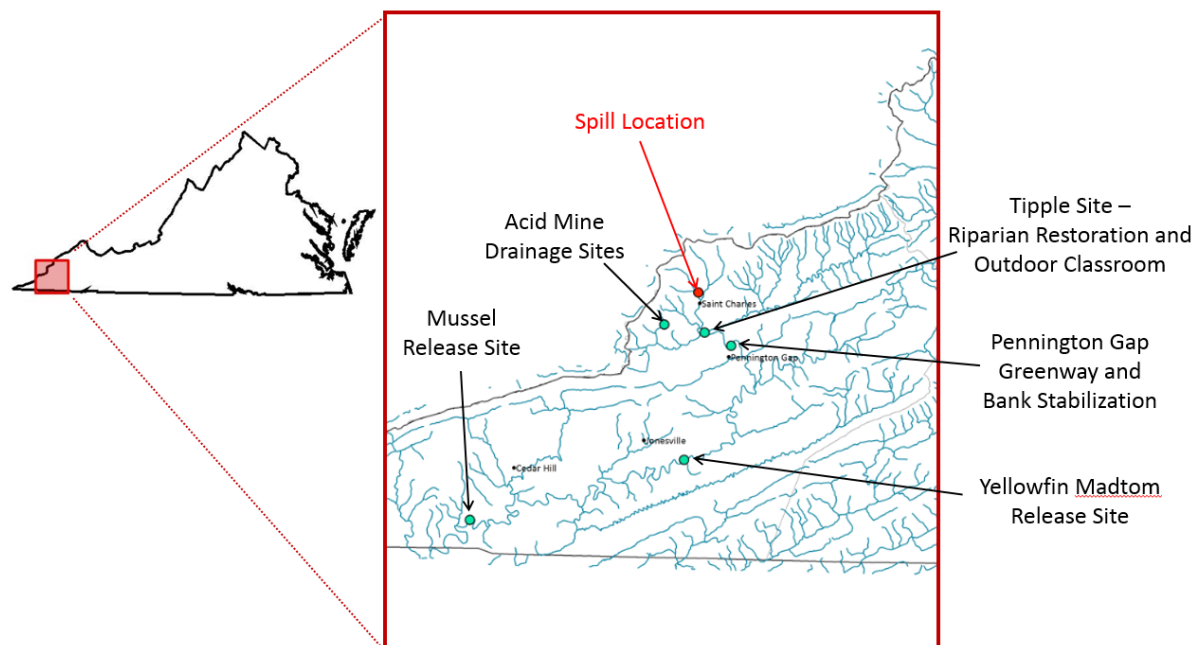 Spill Location
Acid Mine
Drainage Sites
Tipple Site –
Riparian Restoration and
Outdoor Classroom
Saint Charles
Mussel
Release Site
Pennington Gap
Pennington Gap
Greenway and
Bank Stabilization
Jonesville
Cedar Hill
Yellowfin Madtom
Release Site